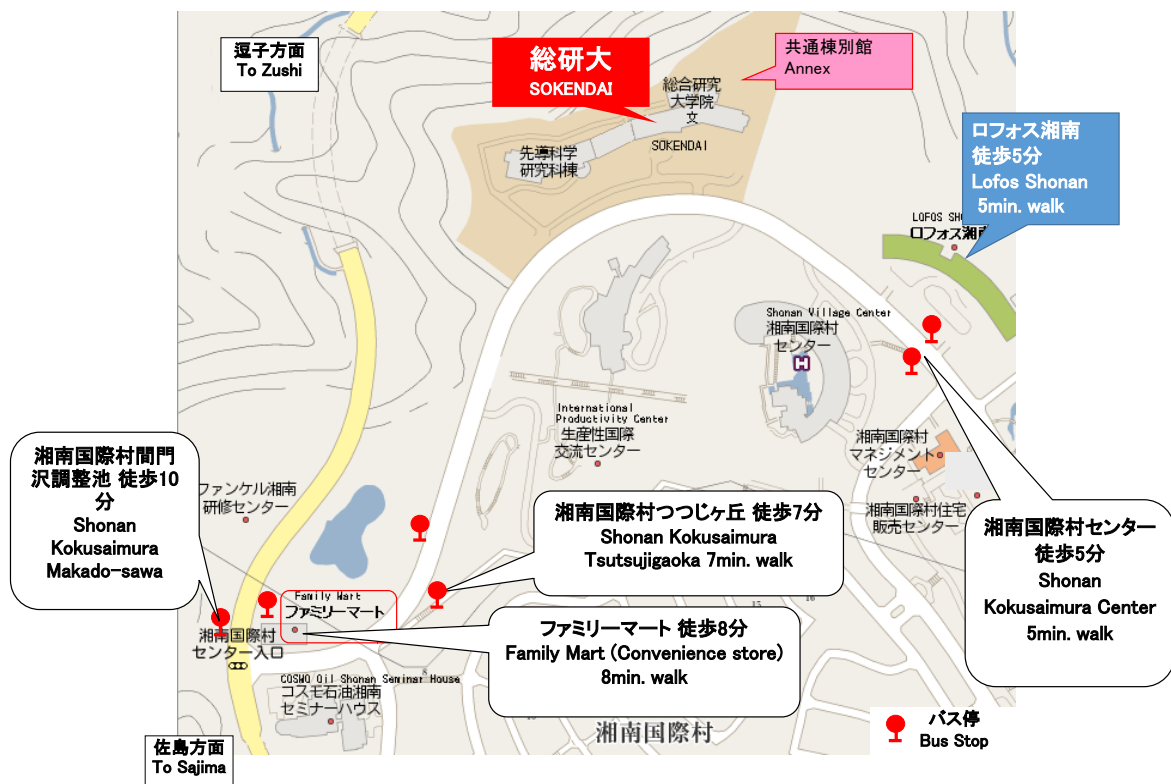 逗子方面
To Zushi
総研大
SOKENDAI
共通棟別館
Annex
総合研究
大学院
文
SOKENDAI
先導科学
研究科棟
ロフォス湘南
徒歩5分
Lofos Shonan
5min. walk
LOFOS SH
ロフォス湘南
Shonan Village Center
湘南国際村
センター
H
International
Productivity Center
生産性国際
交流センター
湘南国際村
マネジメント
センター
湘南国際村住宅
販売センター
湘南国際村間門
沢調整池 徒歩10
分
Shonan
Kokusaimura
Makado-sawa
ファンケル湘南
研修センター
湘南国際村つつじヶ丘 徒歩7分
Shonan Kokusaimura
Tsutsujigaoka 7min. walk
湘南国際村センター
徒歩5分
Shonan
Kokusaimura Center
5min. walk
Family Mart
ファミリーマート
ファミリーマート 徒歩8分
Family Mart (Convenience store)
8min. walk
湘南国際村
センター入口
COSMO Oil Shonan Seminar House
コスモ石油湘南
セミナーハウス
15
16
8
湘南国際村
バス停
Bus Stop
佐島方面
To Sajima